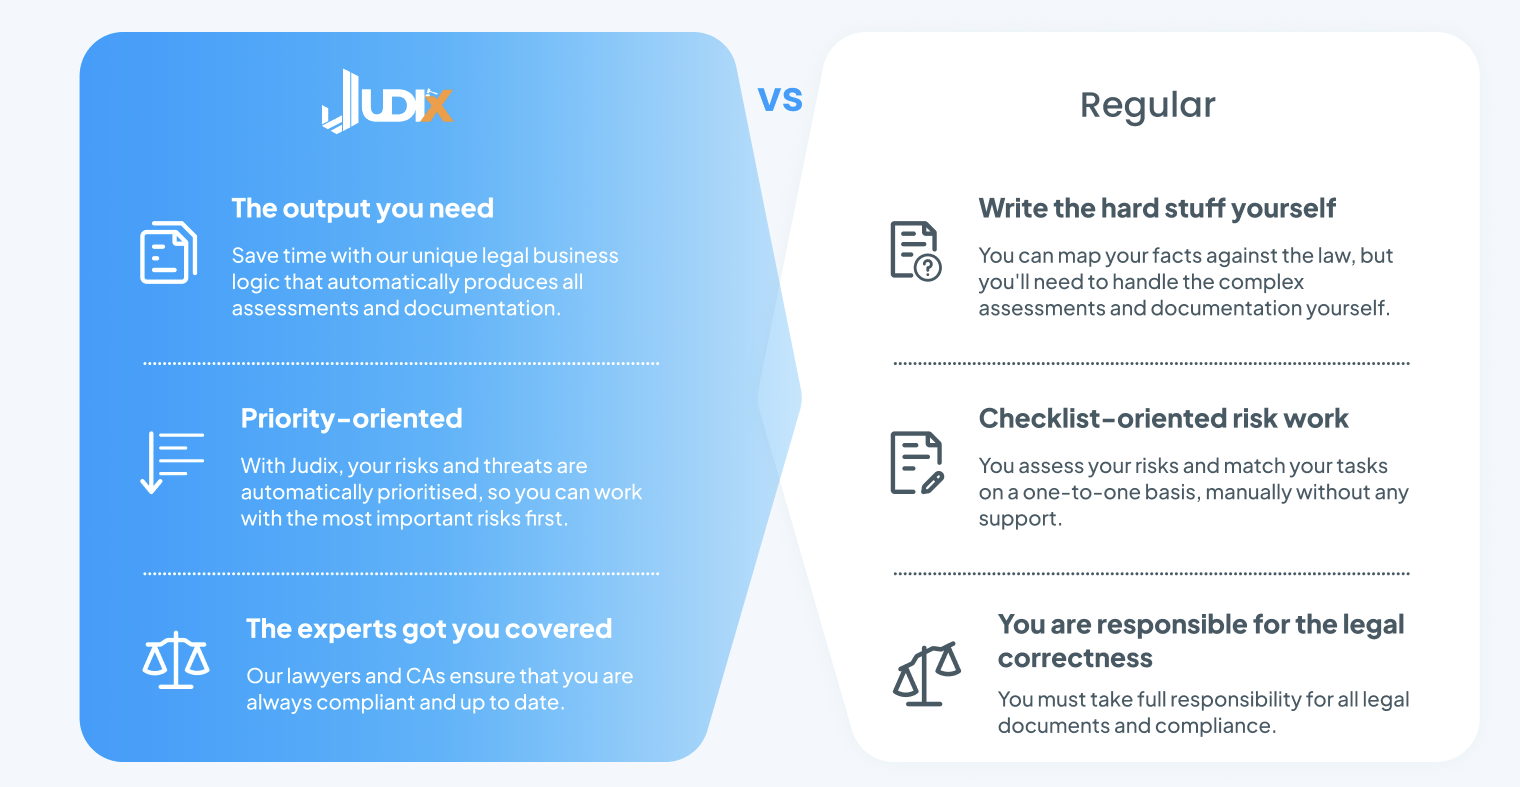 JUDIX
VS
Regular
The output you need
Save time with our unique legal business
logic that automatically produces all
assessments and documentation.
Priority-oriented
With Judix, your risks and threats are
automatically prioritised, so you can work
with the most important risks first.
The experts got you covered
Our lawyers and CAs ensure that you are
always compliant and up to date.
Write the hard stuff yourself
You can map your facts against the law, but
you'll need to handle the complex
assessments and documentation yourself.
Checklist-oriented risk work
You assess your risks and match your tasks
on a one-to-one basis, manually without any
support.
You are responsible for the legal
correctness
You must take full responsibility for all legal
documents and compliance.